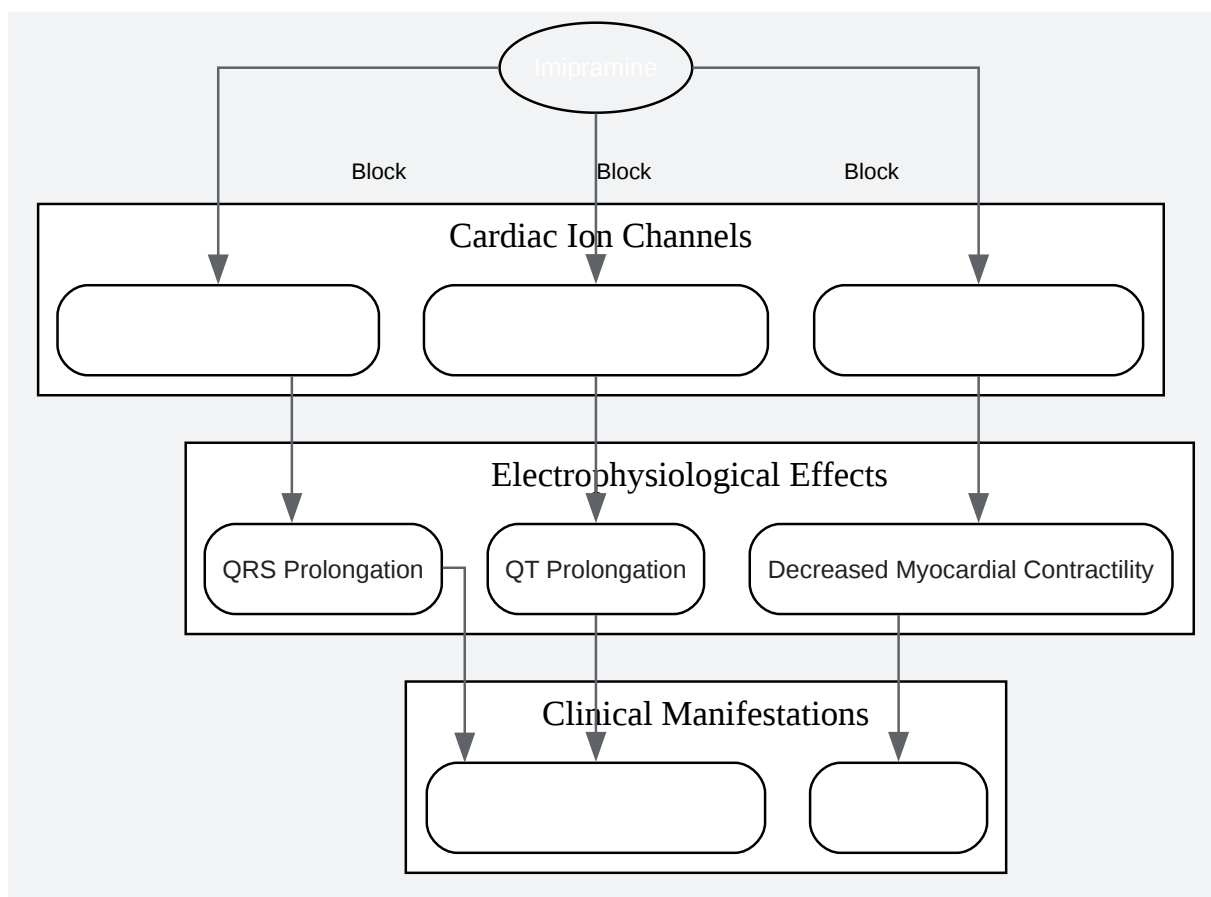 Imipramine
Block
Block
Block
Cardiac Ion Channels
Electrophysiological Effects
QRS Prolongation
QT Prolongation
Decreased Myocardial Contractility
Clinical Manifestations